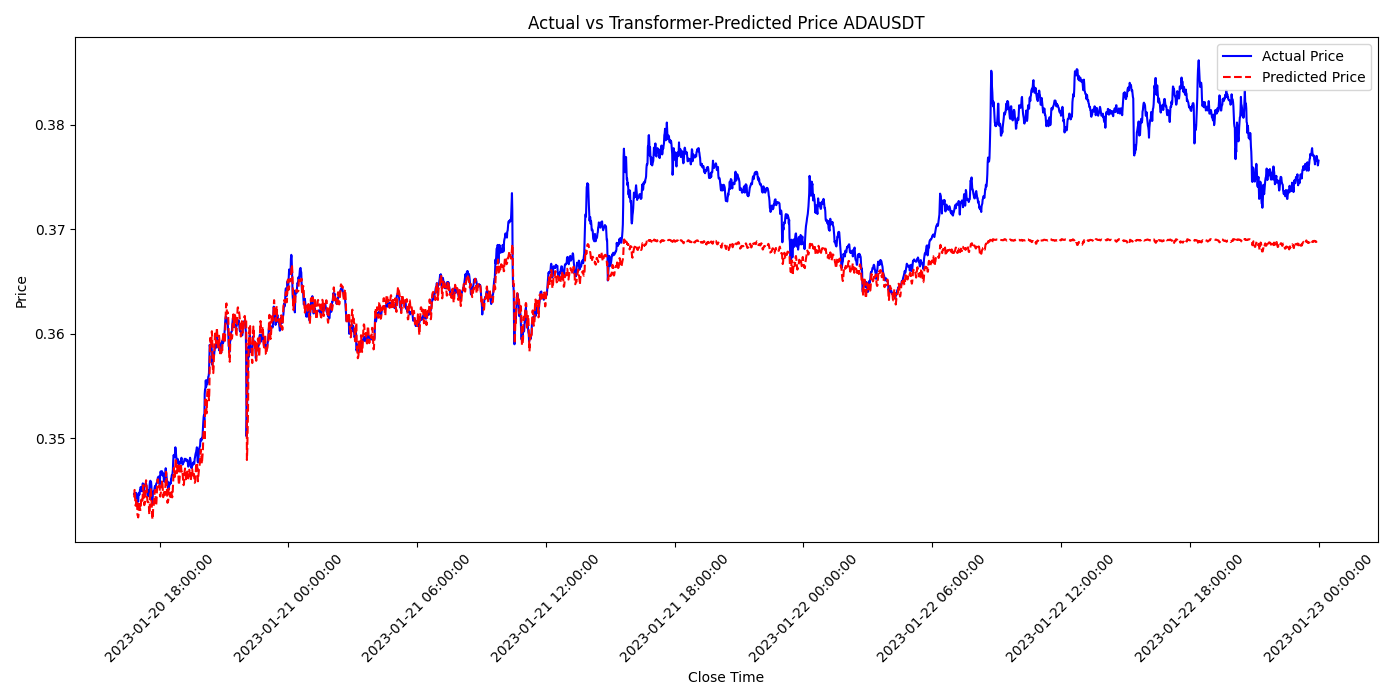 Actual vs Transformer-Predicted Price ADAUSDT
Actual Price
Predicted Price
Price
0.38
0.37
0.36
0.35
2023-01-20 18:00:00
2023-01-21 00:00:00
2023-01-21 06:00:00
2023-01-21 12:00:00
2023-01-21 18:00:00
2023-01-22 00:00:00
2023-01-22 06:00:00
2023-01-22 12:00:00
2023-01-22 18:00:00
2023-01-23 00:00:00
Close Time